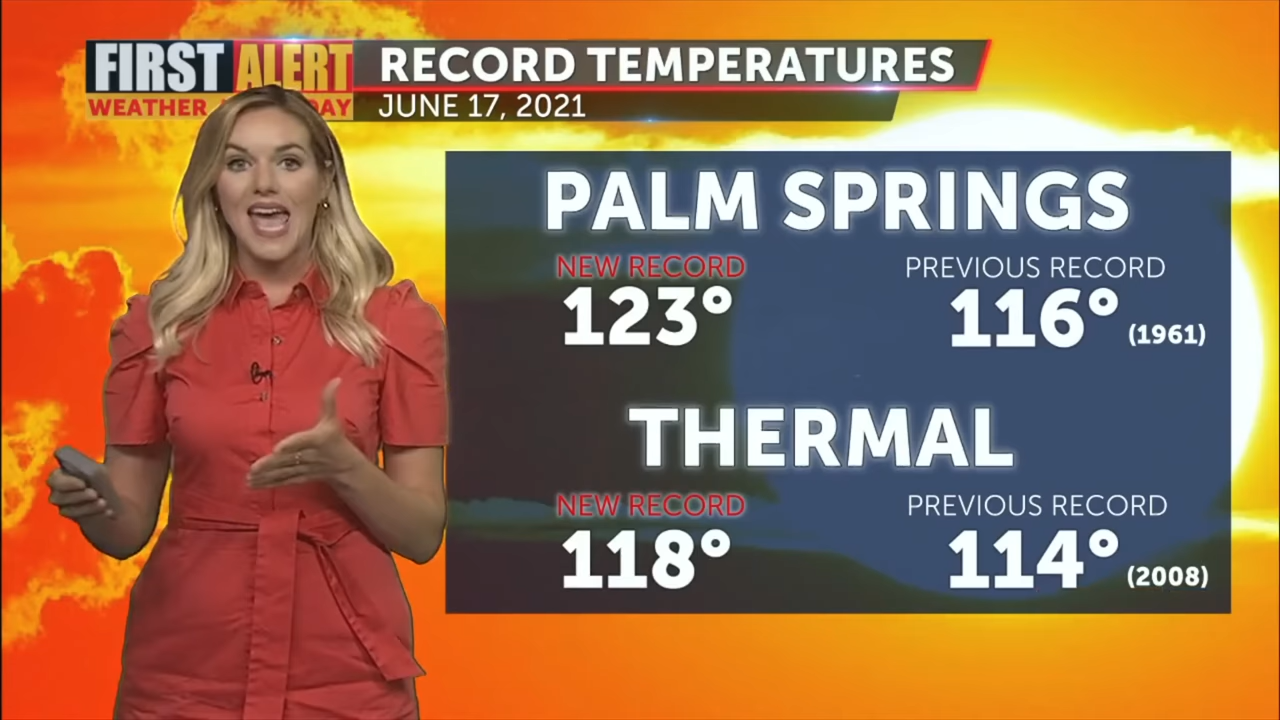 FIRST ALERT
WEATHER
RECORD TEMPERATURES
JUNE 17, 2021
PALM SPRINGS
NEW RECORD
PREVIOUS RECORD
123°
116° (1961)
THERMAL
NEW RECORD
PREVIOUS RECORD
118°
114° (2008)